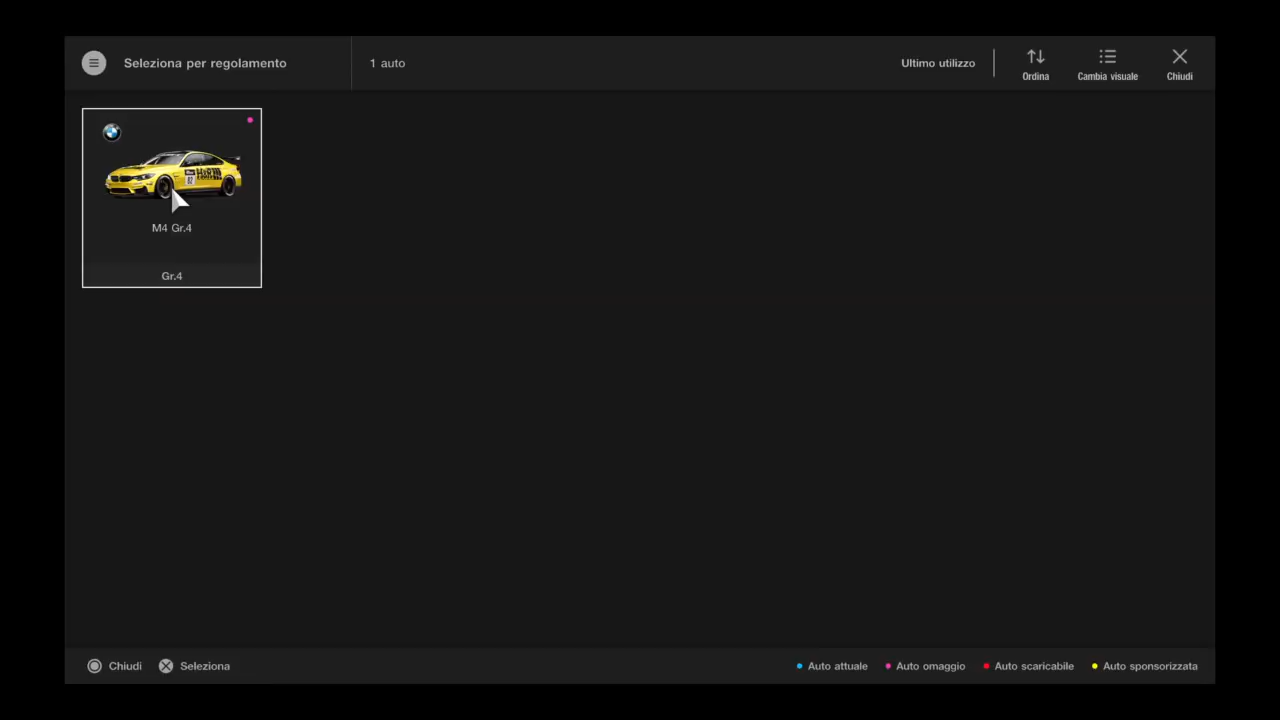 Seleziona per regolamento
1 auto
Ultimo utilizzo
Ordina
Cambia visuale
Chiudi
M4 Gr.4
Gr.4
Chiudi
Seleziona
Auto attuale
Auto omaggio
Auto scaricabile
Auto sponsorizzata